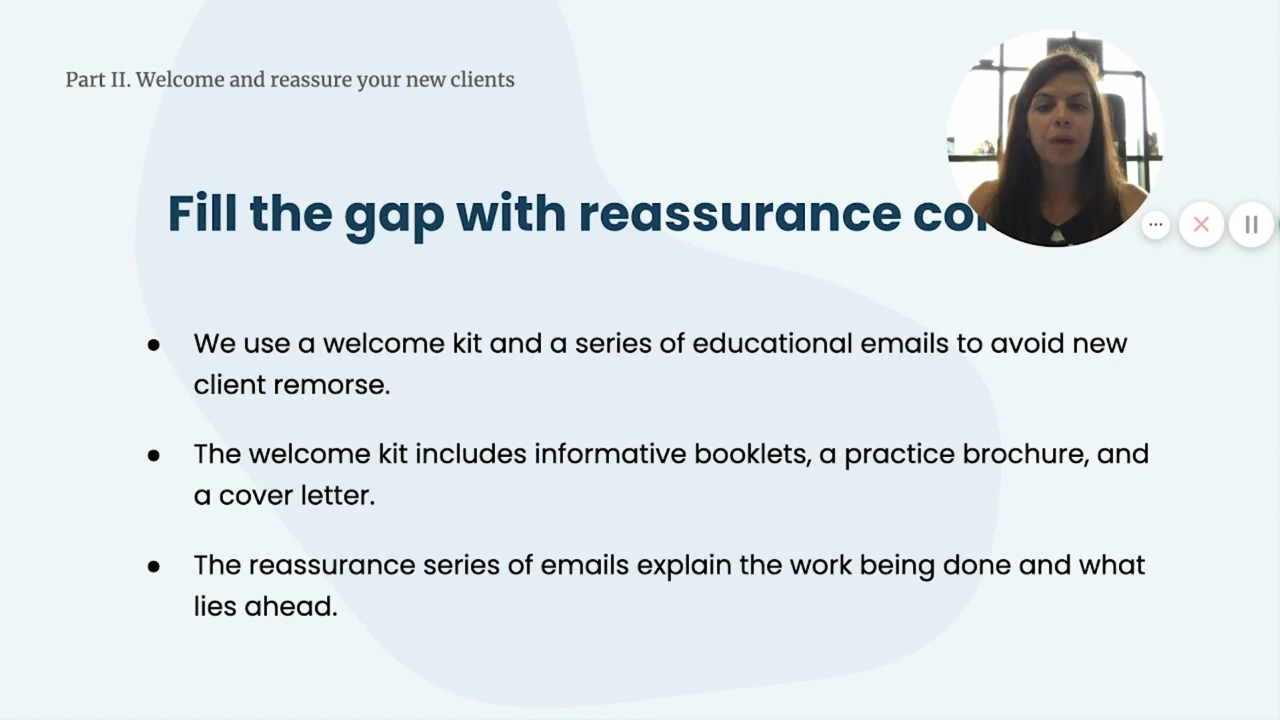 Part II. Welcome and reassure your new clients
Fill the gap with reassurance
● We use a welcome kit and a series of educational emails to avoid new
client remorse.
● The welcome kit includes informative booklets, a practice brochure, and
a cover letter.
● The reassurance series of emails explain the work being done and what
lies ahead.